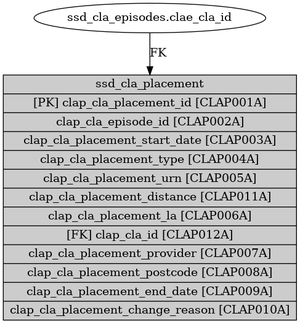 ssd_cla_episodes.clae_cla_id
FK
ssd_cla_placement
[PK] clap_cla_placement_id [CLAP001A]
clap_cla_episode_id [CLAP002A]
clap_cla_placement_start_date [CLAP003A]
clap_cla_placement_type [CLAP004A]
clap_cla_placement_urn [CLAP005A]
clap_cla_placement_distance [CLAP011A]
clap_cla_placement_la [CLAP006A]
[FK] clap_cla_id [CLAP012A]
clap_cla_placement_provider [CLAP007A]
clap_cla_placement_postcode [CLAP008A]
clap_cla_placement_end_date [CLAP009A]
clap_cla_placement_change_reason [CLAP010A]